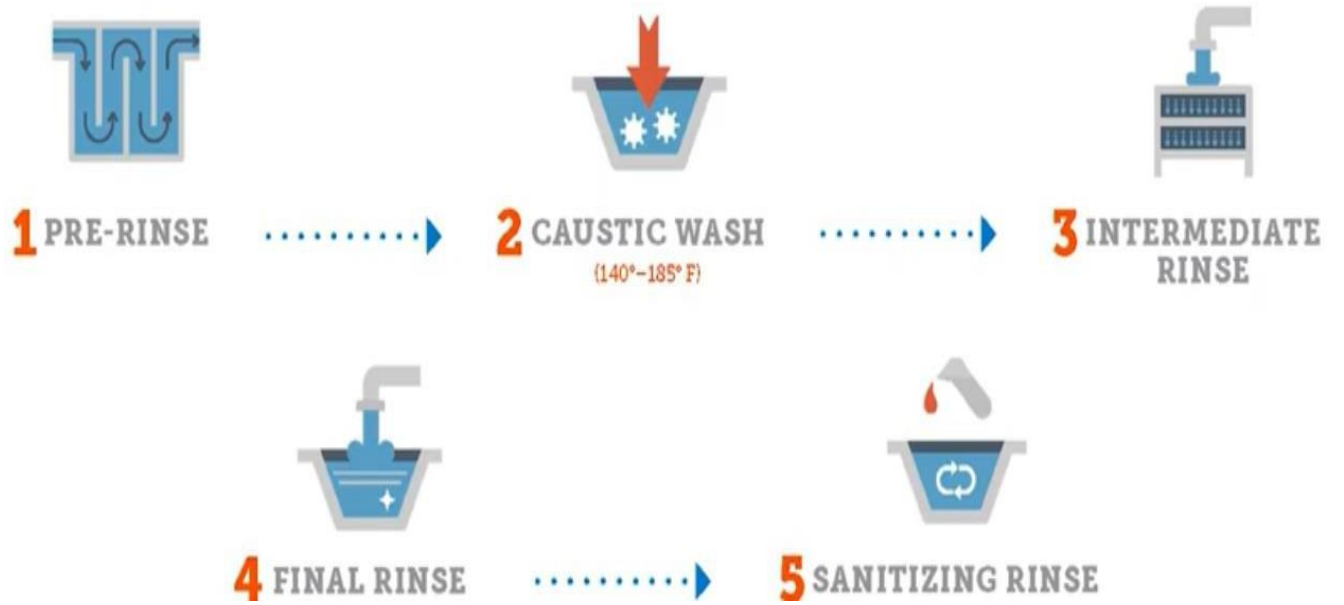 1 PRE-RINSE
2 CAUSTIC WASH
(140°–185° F)
3 INTERMEDIATE
RINSE
4 FINAL RINSE
5 SANITIZING RINSE